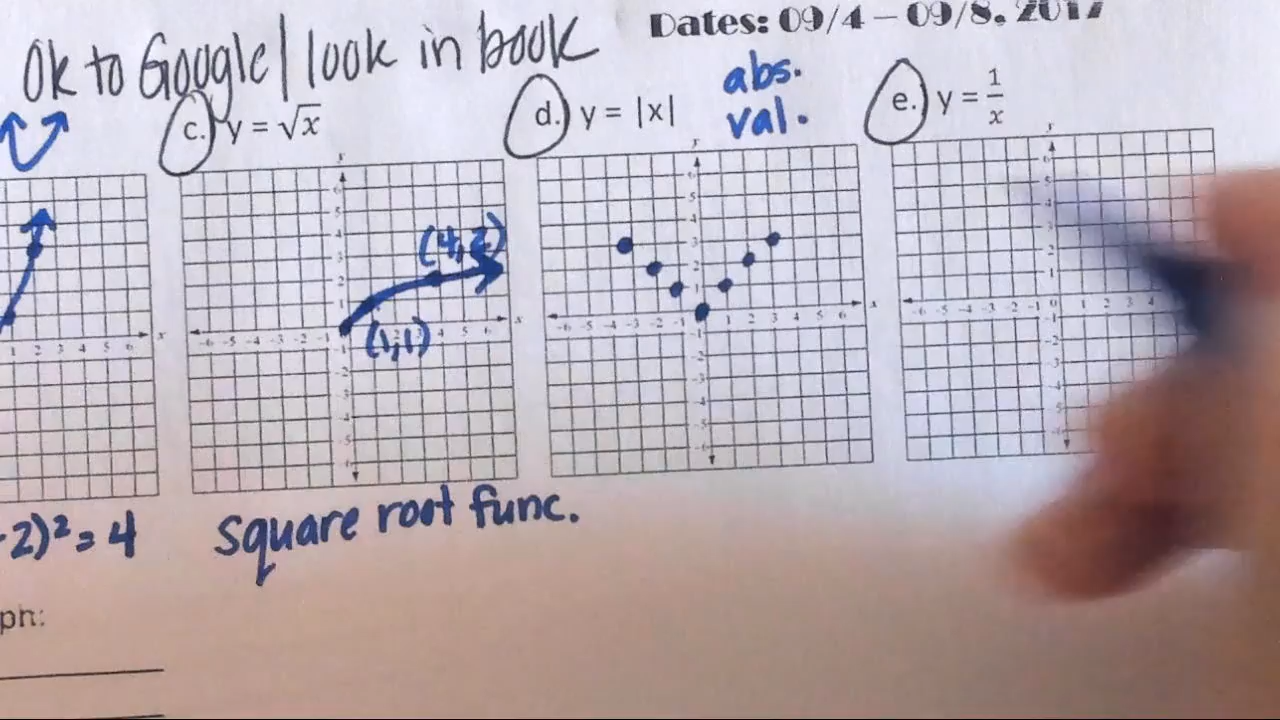 Dates: 09/4 – 09/8, 2017
Ok to Google/look in book
c. y = √x
d. y = |x|
abs.
val.
e. y = 1/x
(4,2)
(1,1)
-2)² = 4
square root func.
ph: